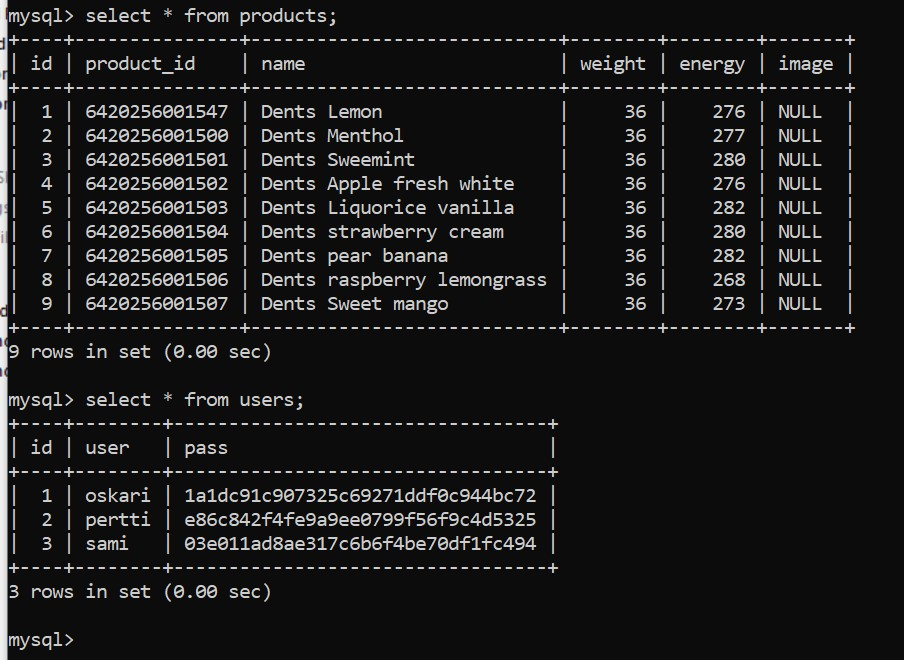 mysql> select * from products;
+----+---------------+----------------------------+--------+--------+-------+
| id | product_id    | name                       | weight | energy | image |
+----+---------------+----------------------------+--------+--------+-------+
|  1 | 6420256001547 | Dents Lemon                |     36 |    276 | NULL  |
|  2 | 6420256001500 | Dents Menthol              |     36 |    277 | NULL  |
|  3 | 6420256001501 | Dents Sweemint             |     36 |    280 | NULL  |
|  4 | 6420256001502 | Dents Apple fresh white    |     36 |    276 | NULL  |
|  5 | 6420256001503 | Dents Liquorice vanilla    |     36 |    282 | NULL  |
|  6 | 6420256001504 | Dents strawberry cream     |     36 |    280 | NULL  |
|  7 | 6420256001505 | Dents pear banana          |     36 |    282 | NULL  |
|  8 | 6420256001506 | Dents raspberry lemongrass |     36 |    268 | NULL  |
|  9 | 6420256001507 | Dents Sweet mango          |     36 |    273 | NULL  |
+----+---------------+----------------------------+--------+--------+-------+
9 rows in set (0.00 sec)

mysql> select * from users;
+----+--------+----------------------------------+
| id | user   | pass                             |
+----+--------+----------------------------------+
|  1 | oskari | 1a1dc91c907325c69271ddf0c944bc72 |
|  2 | pertti | e86c842f4fe9a9ee0799f56f9c4d5325 |
|  3 | sami   | 03e011ad8ae317c6b6f4be70df1fc494 |
+----+--------+----------------------------------+
3 rows in set (0.00 sec)

mysql>